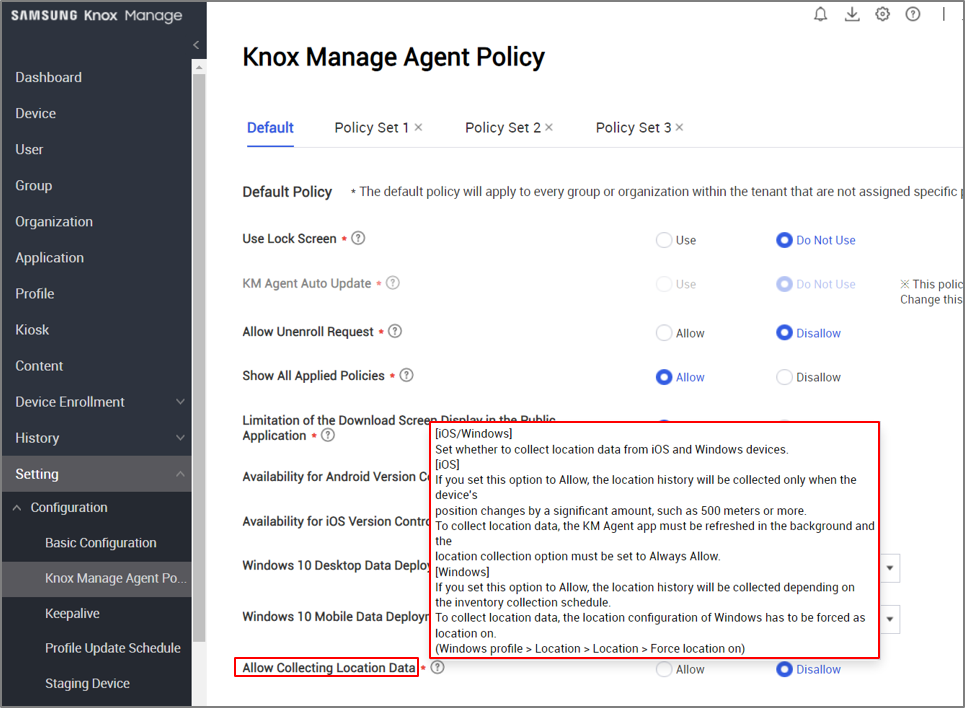 SAMSUNG Knox Manage
Dashboard
Device
User
Group
Organization
Application
Profile
Kiosk
Content
Device Enrollment
History
Setting
Configuration
Basic Configuration
Knox Manage Agent Po...
Keepalive
Profile Update Schedule
Staging Device
Knox Manage Agent Policy
Default Policy Set 1 × Policy Set 2 × Policy Set 3 ×
Default Policy * The default policy will apply to every group or organization within the tenant that are not assigned specific
Use Lock Screen * ? Use Do Not Use
KM Agent Auto Update * ? Use Do Not Use ※ This polic
Change this
Allow Unenroll Request * ? Allow Disallow
Show All Applied Policies * ? Allow Disallow
Limitation of the Download Screen Display in the Public
Application * ?
Availability for Android Version Co
Availability for iOS Version Contro
Windows 10 Desktop Data Deploy
Windows 10 Mobile Data Deployn
[iOS/Windows]
Set whether to collect location data from iOS and Windows devices.
[iOS]
If you set this option to Allow, the location history will be collected only when the
device's
position changes by a significant amount, such as 500 meters or more.
To collect location data, the KM Agent app must be refreshed in the background and
the
location collection option must be set to Always Allow.
[Windows]
If you set this option to Allow, the location history will be collected depending on
the inventory collection schedule.
To collect location data, the location configuration of Windows has to be forced as
location on.
(Windows profile > Location > Location > Force location on)
Allow Collecting Location Data * ? Allow Disallow